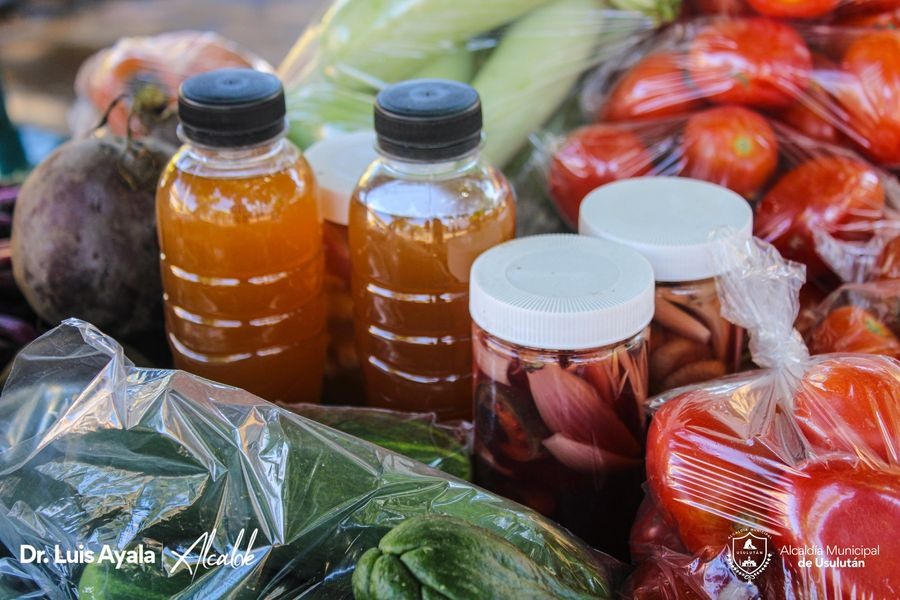 Dr. Luis Ayala | Alcalde
Alcaldía Municipal
de Usulután